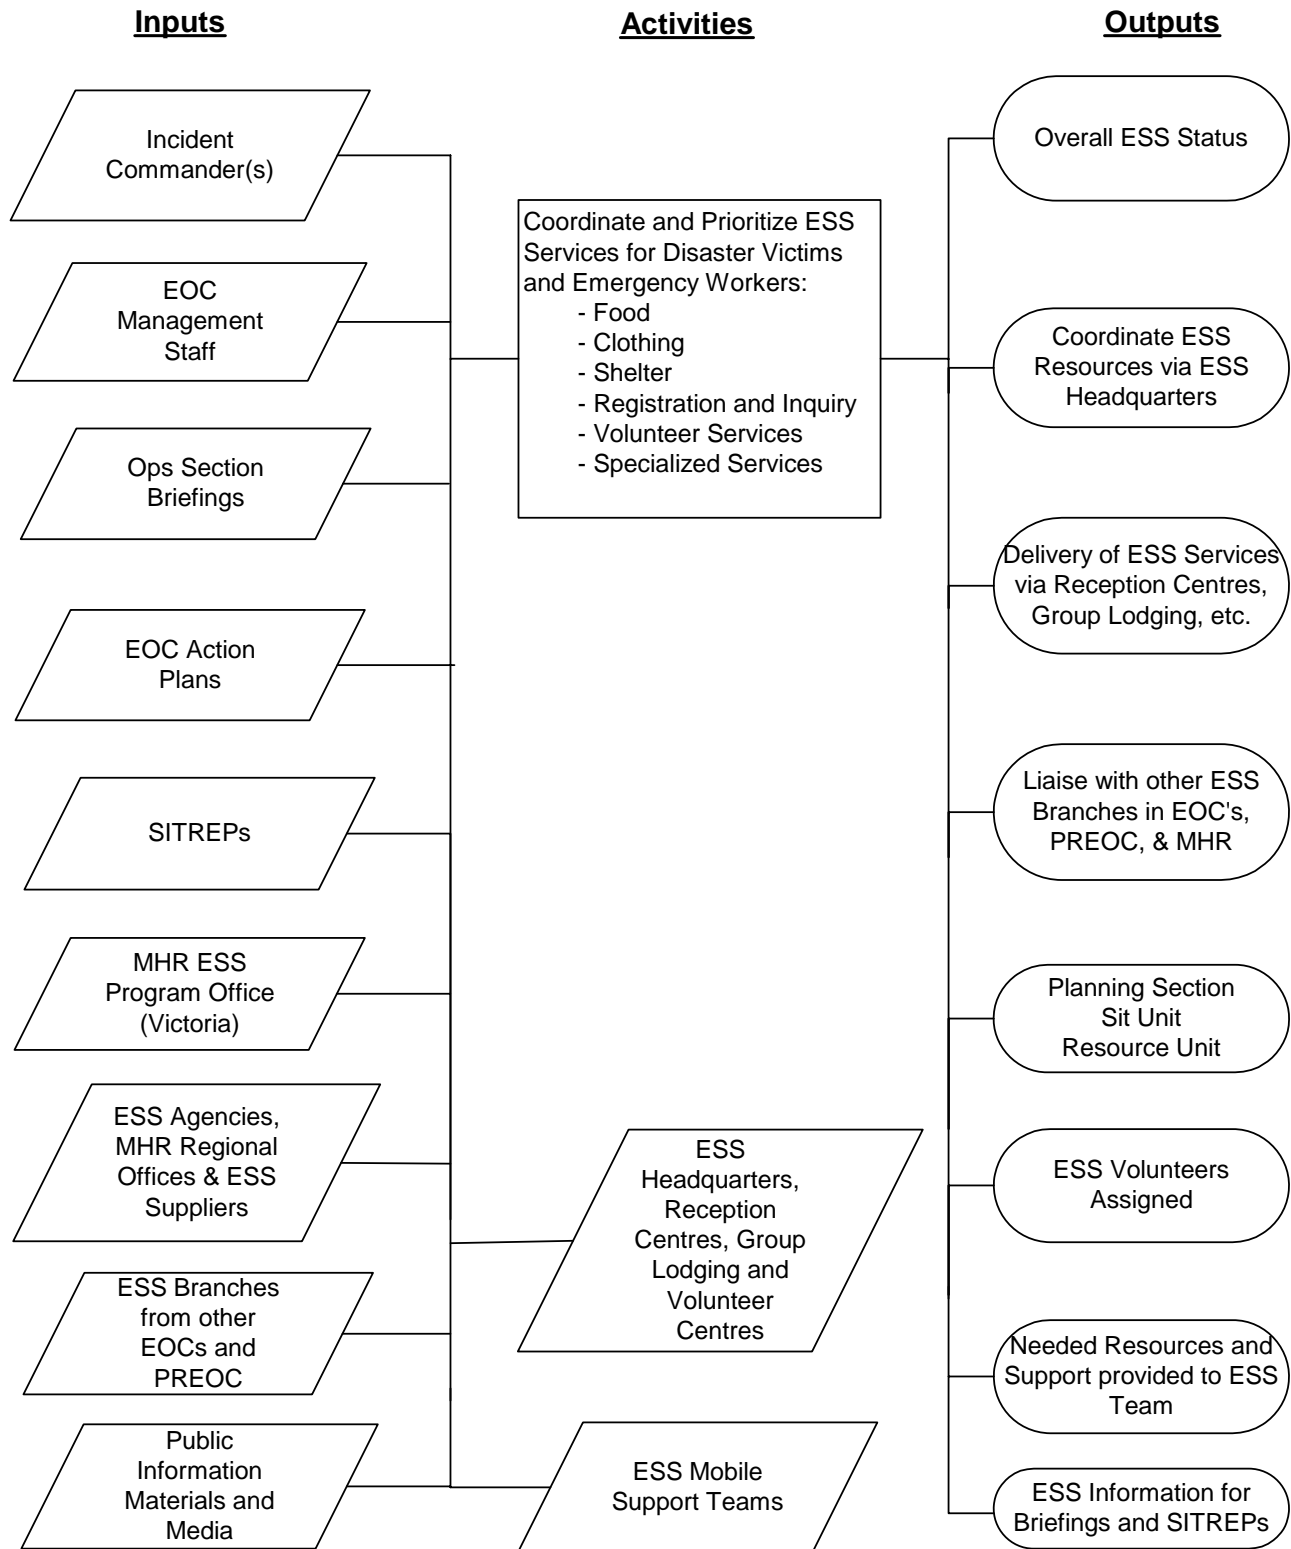 Inputs
Activities
Outputs
Incident
Commander(s)
EOC
Management
Staff
Ops Section
Briefings
EOC Action
Plans
SITREPs
MHR ESS
Program Office
(Victoria)
ESS Agencies,
MHR Regional
Offices & ESS
Suppliers
ESS Branches
from other
EOCs and
PREOC
Public
Information
Materials and
Media
Coordinate and Prioritize ESS
Services for Disaster Victims
and Emergency Workers:
- Food
- Clothing
- Shelter
- Registration and Inquiry
- Volunteer Services
- Specialized Services
ESS
Headquarters,
Reception
Centres, Group
Lodging and
Volunteer
Centres
ESS Mobile
Support Teams
Overall ESS Status
Coordinate ESS
Resources via ESS
Headquarters
Delivery of ESS Services
via Reception Centres,
Group Lodging, etc.
Liaise with other ESS
Branches in EOC's,
PREOC, & MHR
Planning Section
Sit Unit
Resource Unit
ESS Volunteers
Assigned
Needed Resources and
Support provided to ESS
Team
ESS Information for
Briefings and SITREPs